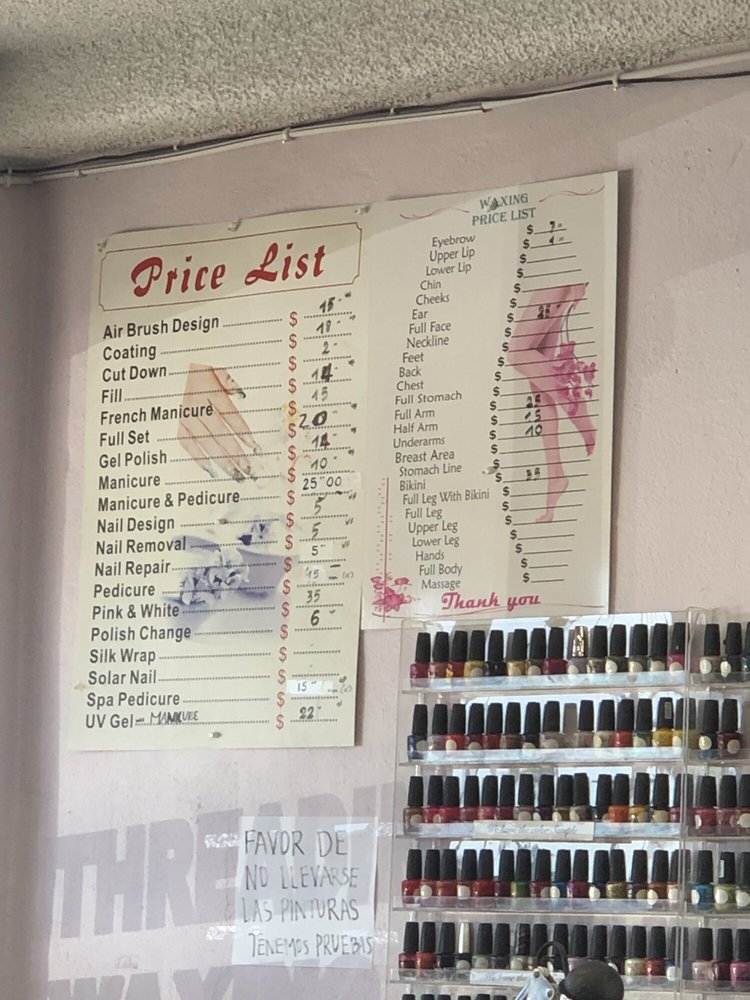 Price List
Air Brush Design $ 15
Coating $ 18
Cut Down $ 2
Fill $ 14
French Manicure $ 15
Full Set $ 20
Gel Polish $ 14
Manicure $ 10
Manicure & Pedicure $ 25 00
Nail Design $ 5
Nail Removal $ 5
Nail Repair $ 5
Pedicure $ 15
Pink & White $ 35
Polish Change $ 6
Silk Wrap $
Solar Nail $
Spa Pedicure $ 15
UV Gel MANICURE $ 22
WAXING
PRICE LIST
Eyebrow $ 7
Upper Lip $ 4
Lower Lip $
Chin $
Cheeks $
Ear $
Full Face $ 25
Neckline $
Feet $
Back $
Chest $
Full Stomach $
Full Arm $ 25
Half Arm $ 15
Underarms $ 10
Breast Area $
Stomach Line $
Bikini $ 35
Full Leg With Bikini $
Full Leg $
Upper Leg $
Lower Leg $
Hands $
Full Body $
Massage $
Thank you
THREADI
WAXIN
FAVOR DE
NO LLEVARSE
LAS PINTURAS
TENEMOS PRUEBAS